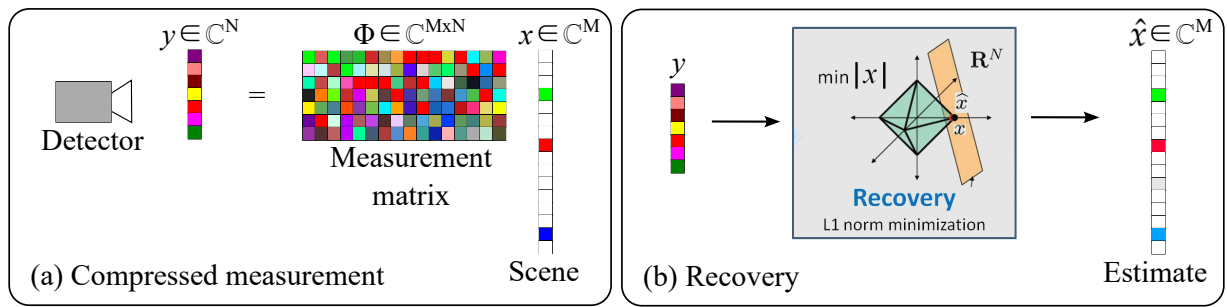 y ∈ ℂᴺ
Φ ∈ ℂᴹˣᴺ
x ∈ ℂᴹ
=
Detector
Measurement
matrix
Scene
(a) Compressed measurement
y
min |x|
Rᴺ
x̂
x
Recovery
L1 norm minimization
x̂ ∈ ℂᴹ
Estimate
(b) Recovery